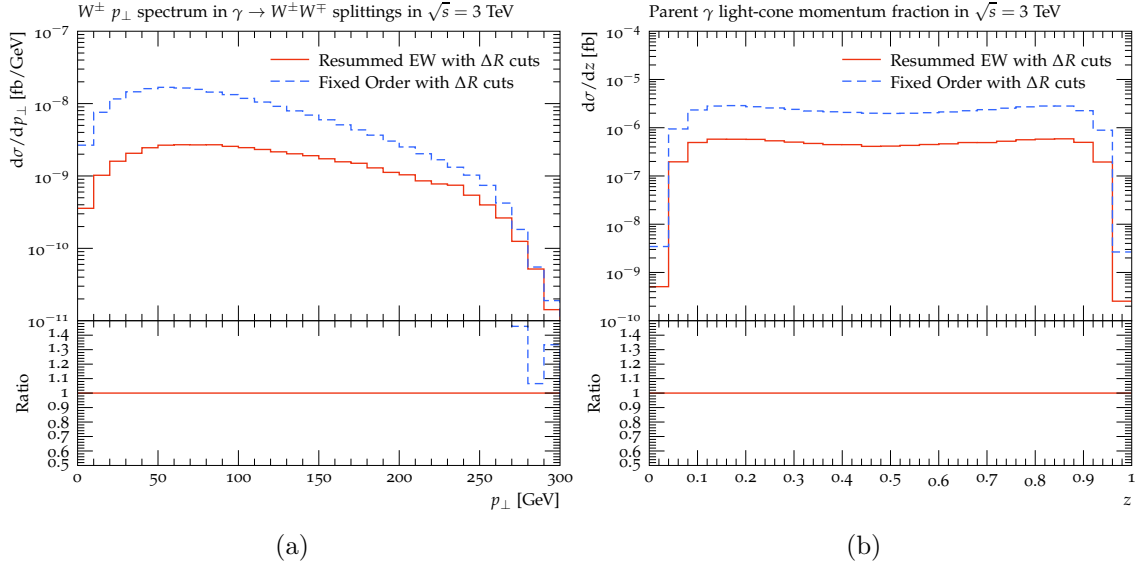 W± p⊥ spectrum in γ → W±W∓ splittings in √s = 3 TeV
dσ/dp⊥ [fb/GeV]
10⁻⁷
10⁻⁸
10⁻⁹
10⁻¹⁰
10⁻¹¹
Resummed EW with ΔR cuts
Fixed Order with ΔR cuts
Ratio
1.4
1.3
1.2
1.1
1
0.9
0.8
0.7
0.6
0.5
0 50 100 150 200 250 300
p⊥ [GeV]
(a)
Parent γ light-cone momentum fraction in √s = 3 TeV
dσ/dz [fb]
10⁻⁴
10⁻⁵
10⁻⁶
10⁻⁷
10⁻⁸
10⁻⁹
10⁻¹⁰
Resummed EW with ΔR cuts
Fixed Order with ΔR cuts
Ratio
1.4
1.3
1.2
1.1
1
0.9
0.8
0.7
0.6
0.5
0 0.1 0.2 0.3 0.4 0.5 0.6 0.7 0.8 0.9 1
z
(b)